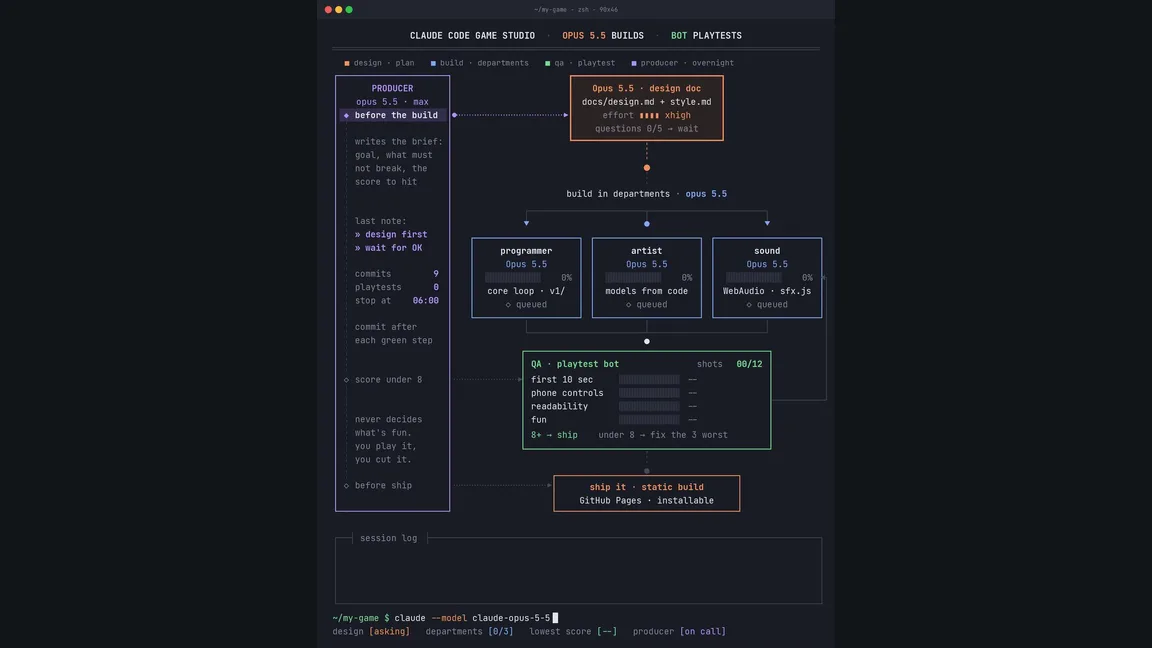 ~/my-game - zsh - 90x46
CLAUDE CODE GAME STUDIO · OPUS 5.5 BUILDS · BOT PLAYTESTS
design · plan
build · departments
qa · playtest
producer · overnight
PRODUCER
opus 5.5 · max
◆ before the build
writes the brief:
goal, what must
not break, the
score to hit
last note:
» design first
» wait for OK
commits 9
playtests 0
stop at 06:00
commit after
each green step
◇ score under 8
never decides
what's fun.
you play it,
you cut it.
◇ before ship
Opus 5.5 · design doc
docs/design.md + style.md
effort ▮▮▮▮ xhigh
questions 0/5 → wait
build in departments · opus 5.5
programmer
Opus 5.5
0%
core loop · v1/
◇ queued
artist
Opus 5.5
0%
models from code
◇ queued
sound
Opus 5.5
0%
WebAudio · sfx.js
◇ queued
QA · playtest bot shots 00/12
first 10 sec --
phone controls --
readability --
fun --
8+ → ship under 8 → fix the 3 worst
ship it · static build
GitHub Pages · installable
session log
~/my-game $ claude --model claude-opus-5-5
design [asking] departments [0/3] lowest score [--] producer [on call]